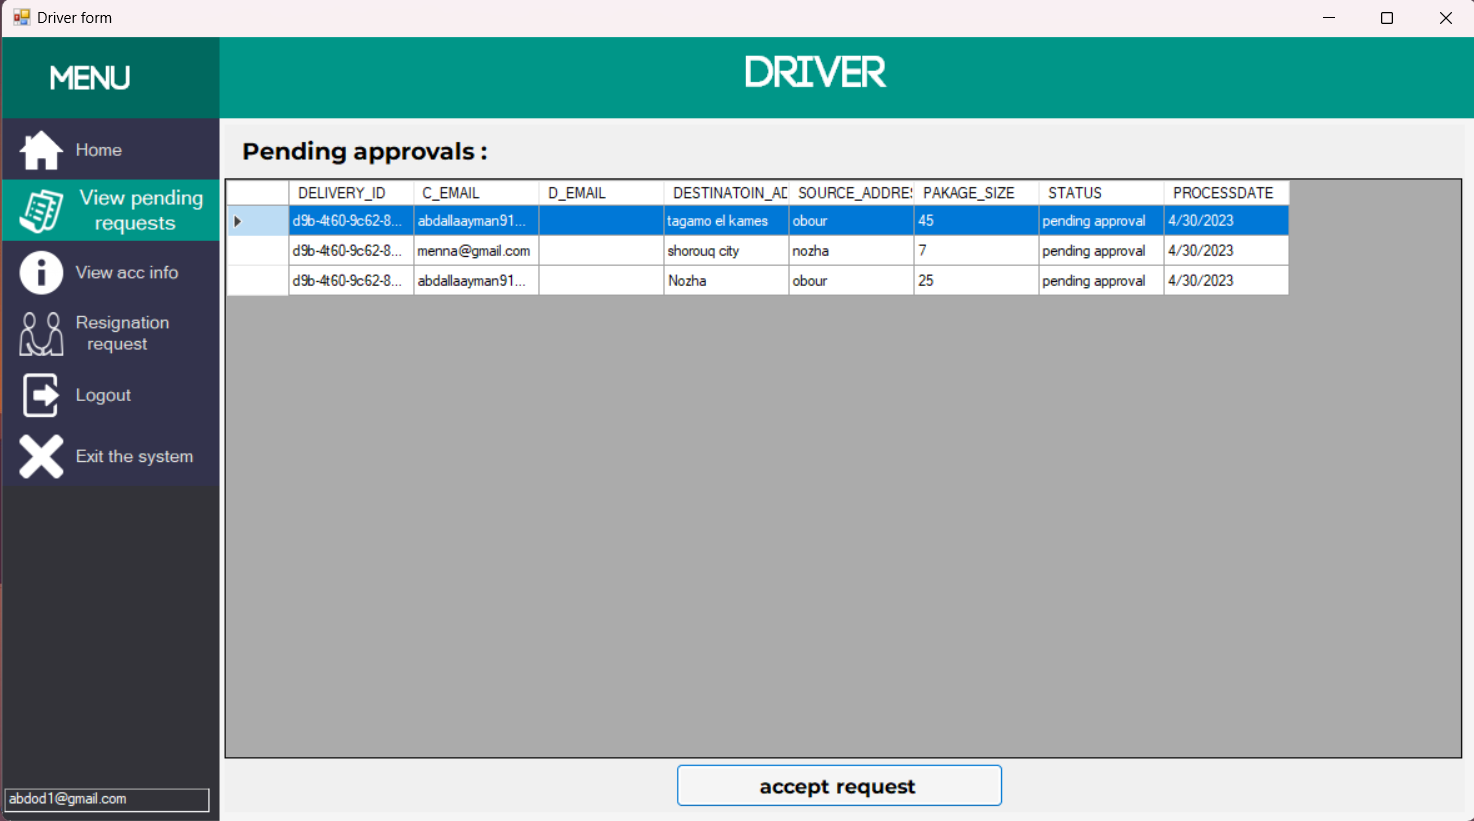 Driver form
MENU
DRIVER
Home
View pending
requests
View acc info
Resignation
request
Logout
Exit the system
abdod1@gmail.com
Pending approvals :
DELIVERY_ID C_EMAIL D_EMAIL DESTINATOIN_AD SOURCE_ADDRES PAKAGE_SIZE STATUS PROCESSDATE
d9b-4t60-9c62-8... abdallaayman91... tagamo el kames obour 45 pending approval 4/30/2023
d9b-4t60-9c62-8... menna@gmail.com shorouq city nozha 7 pending approval 4/30/2023
d9b-4t60-9c62-8... abdallaayman91... Nozha obour 25 pending approval 4/30/2023
accept request